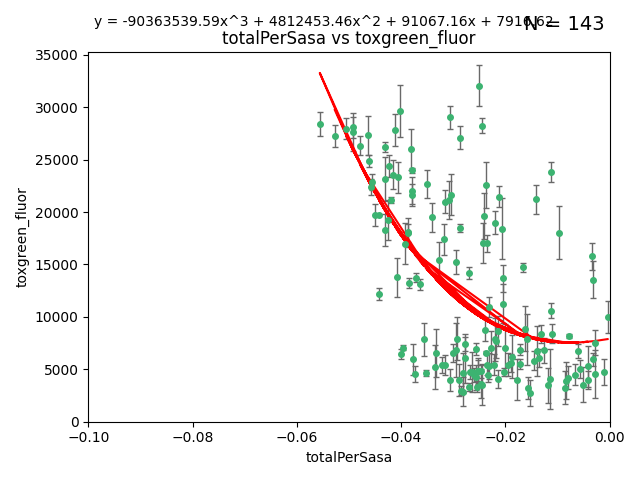 y = -90363539.59x^3 + 4812453.46x^2 + 91067.16x + 7916.62
N = 143
totalPerSasa vs toxgreen_fluor
35000
30000
25000
20000
15000
10000
5000
0
toxgreen_fluor
−0.10
−0.08
−0.06
−0.04
−0.02
0.00
totalPerSasa